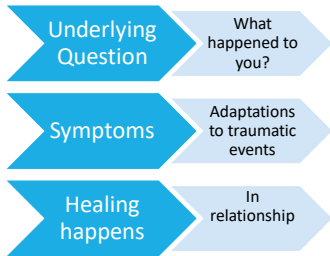 Underlying
Question
What
happened to
you?
Symptoms
Adaptations
to traumatic
events
Healing
happens
In
relationship